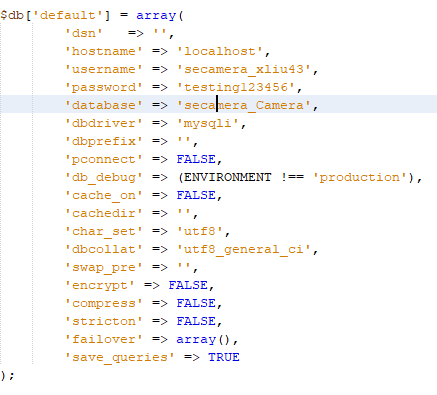 $db['default'] = array(
'dsn'   => '',
'hostname' => 'localhost',
'username' => 'secamera_xliu43',
'password' => 'testing123456',
'database' => 'secamera_Camera',
'dbdriver' => 'mysqli',
'dbprefix' => '',
'pconnect' => FALSE,
'db_debug' => (ENVIRONMENT !== 'production'),
'cache_on' => FALSE,
'cachedir' => '',
'char_set' => 'utf8',
'dbcollat' => 'utf8_general_ci',
'swap_pre' => '',
'encrypt' => FALSE,
'compress' => FALSE,
'stricton' => FALSE,
'failover' => array(),
'save_queries' => TRUE
);